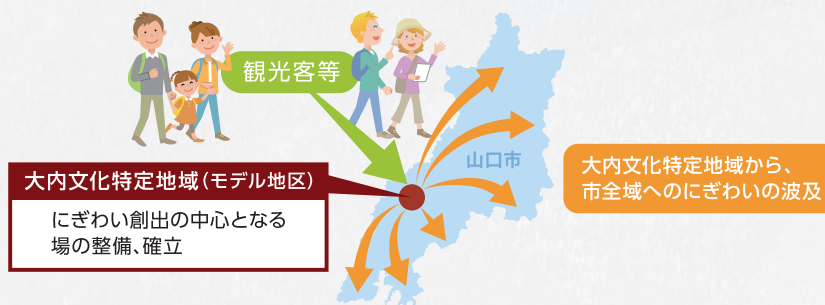 観光客等
山口市
大内文化特定地域(モデル地区)
にぎわい創出の中心となる
場の整備、確立
大内文化特定地域から、
市全域へのにぎわいの波及